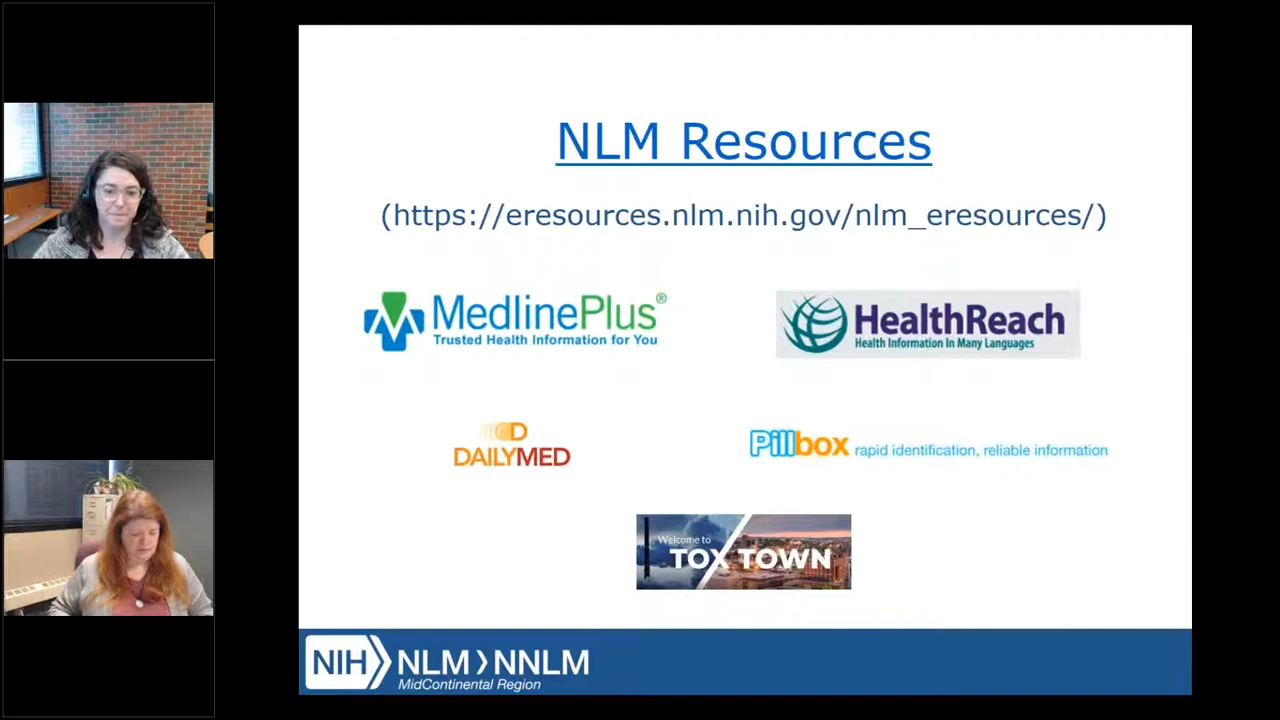 NLM Resources
(https://eresources.nlm.nih.gov/nlm_eresources/)
MedlinePlus®
Trusted Health Information for You
HealthReach
Health Information In Many Languages
D
DAILYMED
Pillbox rapid identification, reliable information
Welcome to
TOX TOWN
NIH NLM NNLM
MidContinental Region